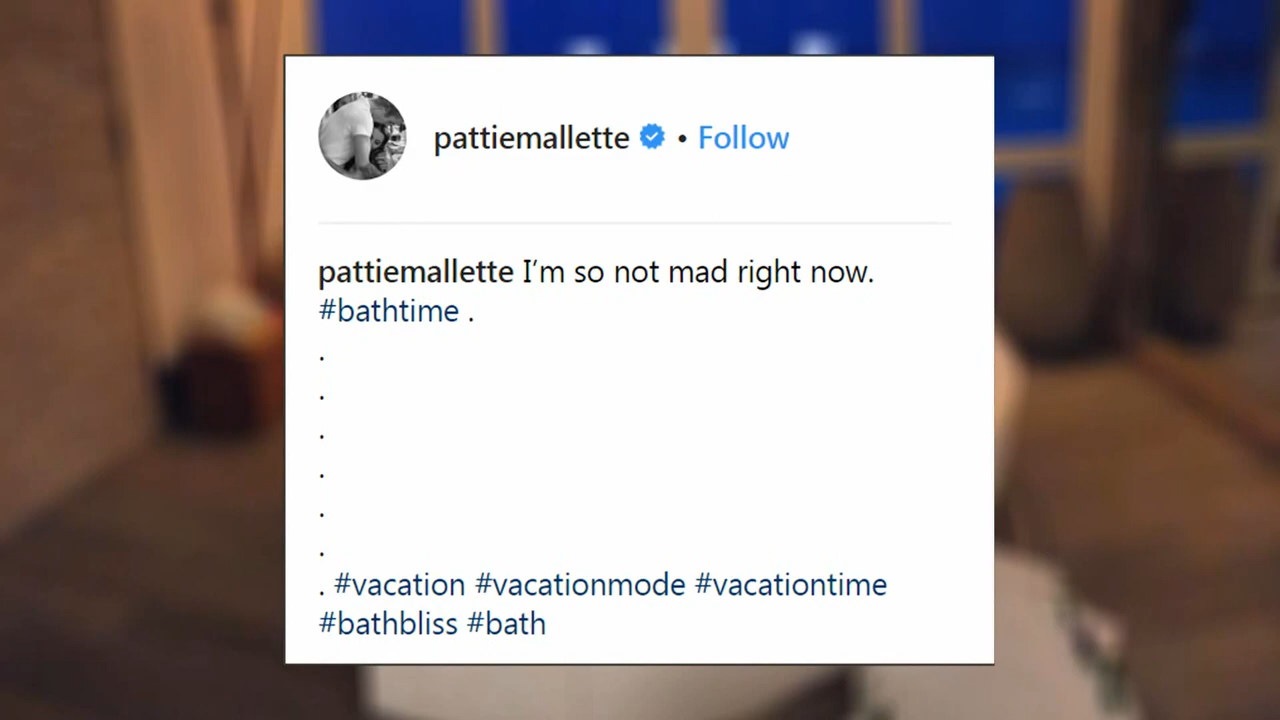 pattiemallette • Follow
pattiemallette I’m so not mad right now.
#bathtime .
.
.
.
.
.
.
. #vacation #vacationmode #vacationtime
#bathbliss #bath